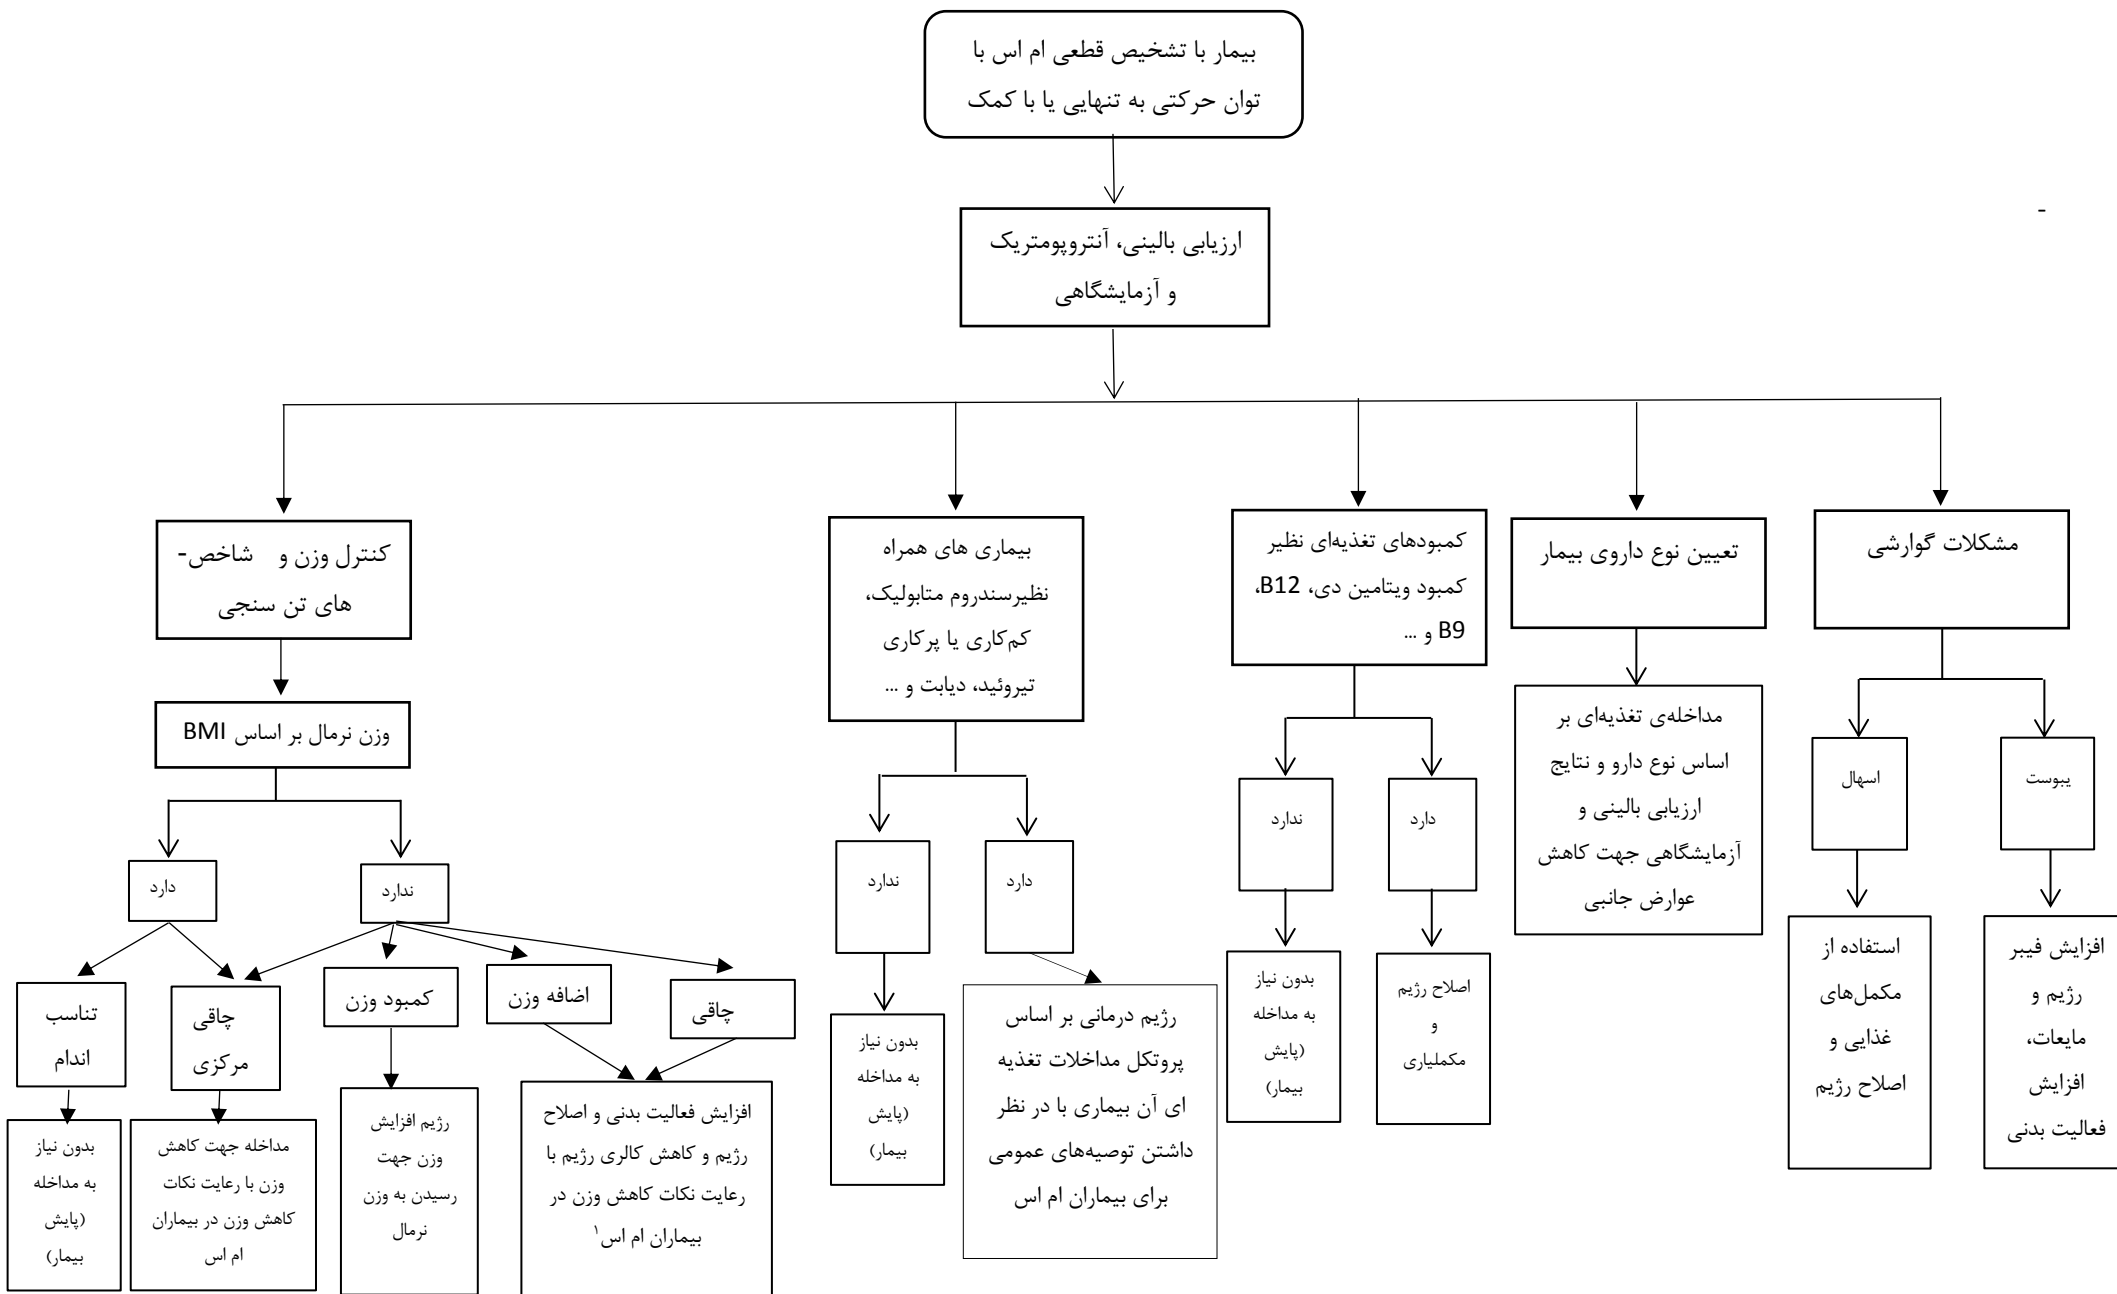 بیمار با تشخیص قطعی ام اس با
توان حرکتی به تنهایی یا با کمک
-
ارزیابی بالینی، آنتروپومتریک
و آزمایشگاهی
مشکلات گوارشی
تعیین نوع داروی بیمار
کمبودهای تغذیه‌ای نظیر
کمبود ویتامین دی، B12،
B9 و ...
بیماری های همراه
نظیرسندروم متابولیک،
کم‌کاری یا پرکاری
تیروئید، دیابت و ...
کنترل وزن و شاخص-
های تن سنجی
یبوست
اسهال
افزایش فیبر
رژیم و
مایعات،
افزایش
فعالیت بدنی
استفاده از
مکمل‌های
غذایی و
اصلاح رژیم
مداخله‌ی تغذیه‌ای بر
اساس نوع دارو و نتایج
ارزیابی بالینی و
آزمایشگاهی جهت کاهش
عوارض جانبی
دارد
ندارد
اصلاح رژیم
و
مکملیاری
بدون نیاز
به مداخله
(پایش
بیمار)
دارد
ندارد
رژیم درمانی بر اساس
پروتکل مداخلات تغذیه
ای آن بیماری با در نظر
داشتن توصیه‌های عمومی
برای بیماران ام اس
بدون نیاز
به مداخله
(پایش
بیمار)
وزن نرمال بر اساس BMI
ندارد
دارد
چاقی
اضافه وزن
کمبود وزن
چاقی
مرکزی
تناسب
اندام
افزایش فعالیت بدنی و اصلاح
رژیم و کاهش کالری رژیم با
رعایت نکات کاهش وزن در
بیماران ام اس۱
رژیم افزایش
وزن جهت
رسیدن به وزن
نرمال
مداخله جهت کاهش
وزن با رعایت نکات
کاهش وزن در بیماران
ام اس
بدون نیاز
به مداخله
(پایش
بیمار)